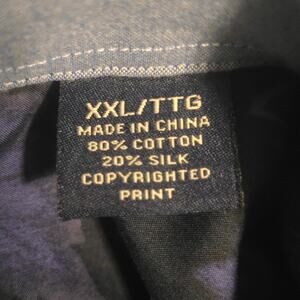 XXL/TTG
MADE IN CHINA
80% COTTON
20% SILK
COPYRIGHTED
PRINT